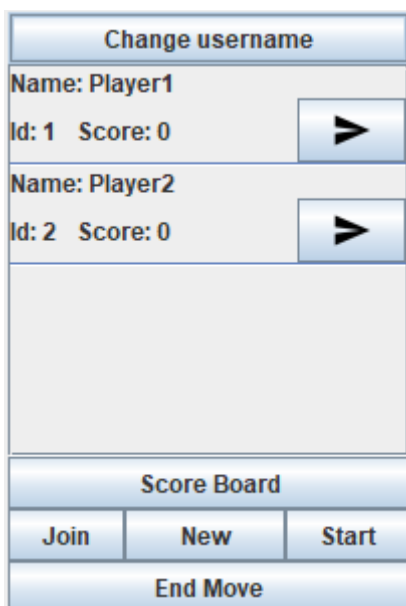 Change username
Name: Player1
Id: 1 Score: 0
Name: Player2
Id: 2 Score: 0
Score Board
Join New Start
End Move